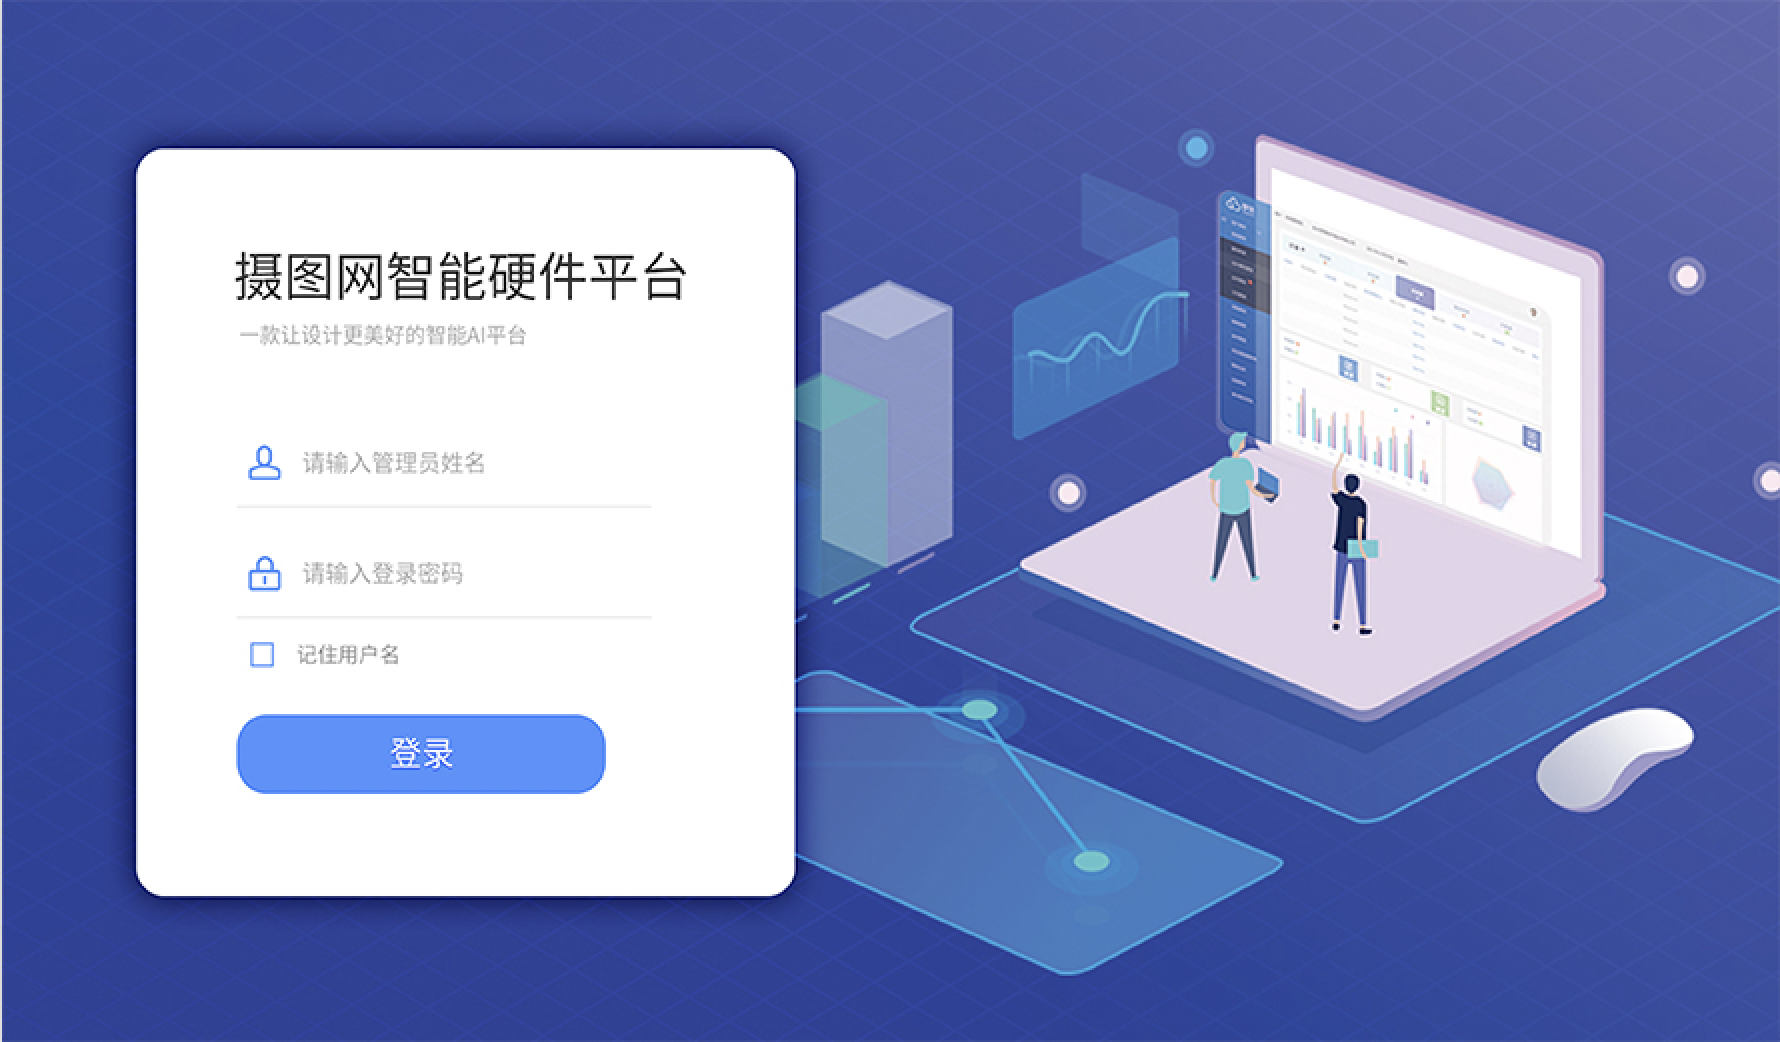 摄图网智能硬件平台
一款让设计更美好的智能AI平台
请输入管理员姓名
请输入登录密码
记住用户名
登录